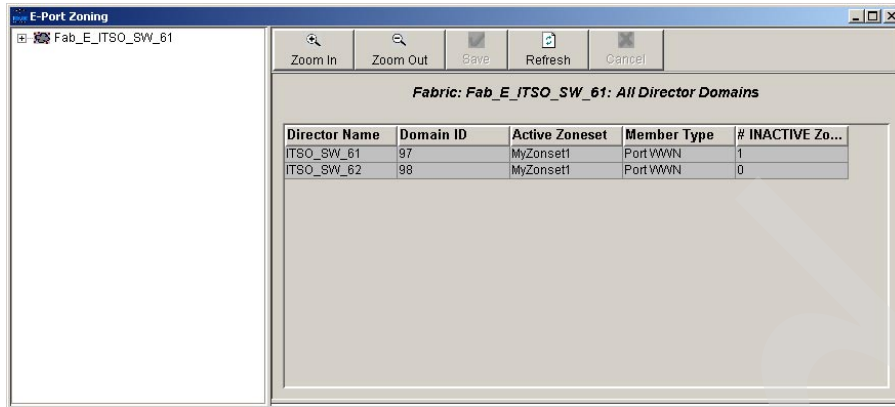 E-Port Zoning
Fab_E_ITSO_SW_61
Zoom In Zoom Out Save Refresh Cancel
Fabric: Fab_E_ITSO_SW_61: All Director Domains
Director Name Domain ID Active Zoneset Member Type # INACTIVE Zo...
ITSO_SW_61 97 MyZonset1 Port WWN 1
ITSO_SW_62 98 MyZonset1 Port WWN 0